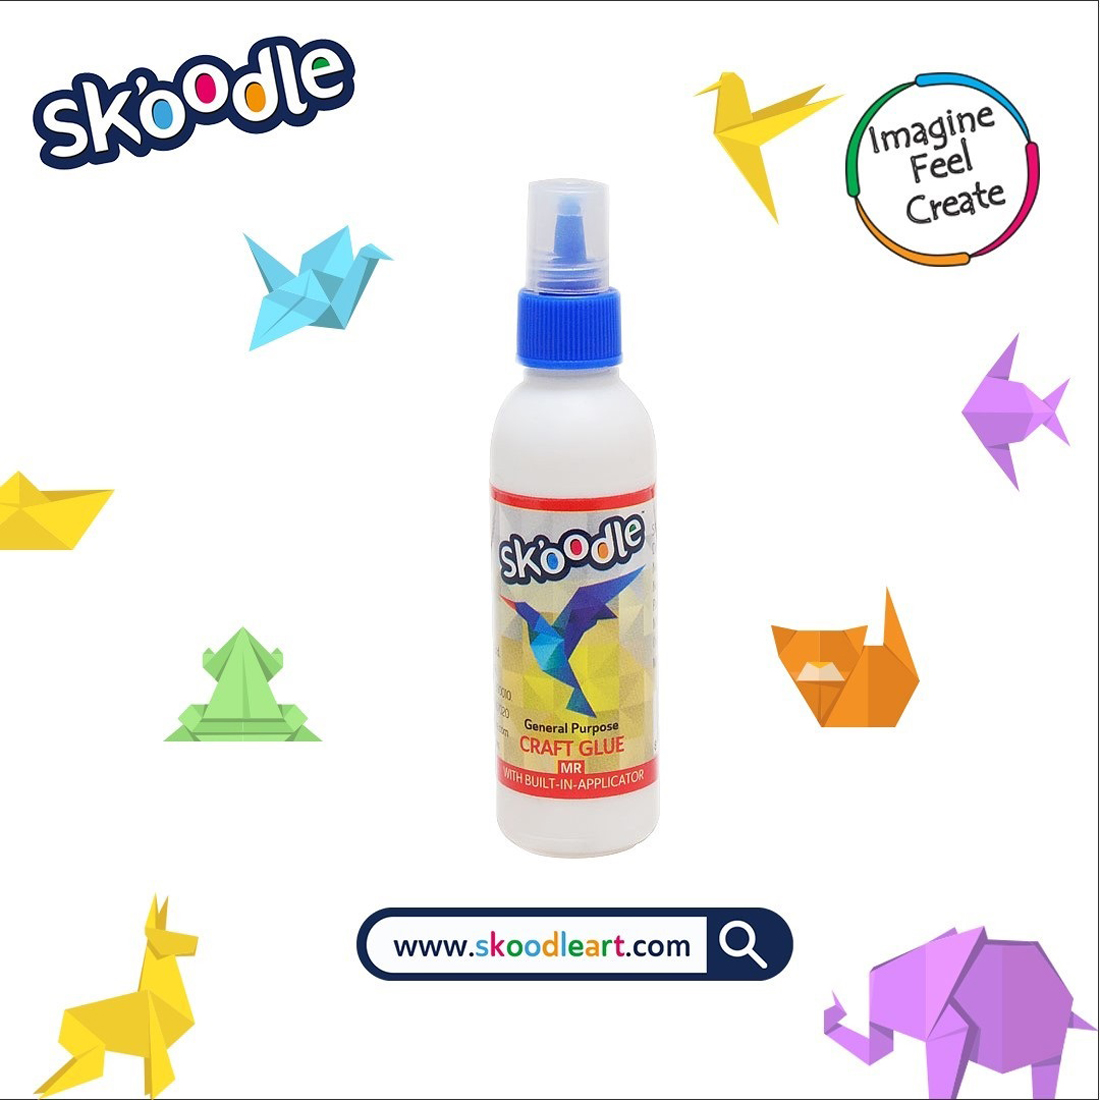 Sk'oodle
Imagine
Feel
Create
Sk'oodle
General Purpose
CRAFT GLUE
MR
WITH BUILT-IN-APPLICATOR
www.skoodleart.com